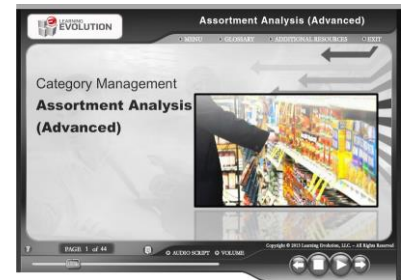 LEARNING
EVOLUTION
Assortment Analysis (Advanced)
MENU GLOSSARY ADDITIONAL RESOURCES EXIT
Category Management
Assortment Analysis
(Advanced)
PAGE 1 of 44
AUDIO SCRIPT VOLUME
Copyright © 2013 Learning Evolution, LLC. - All Rights Reserved